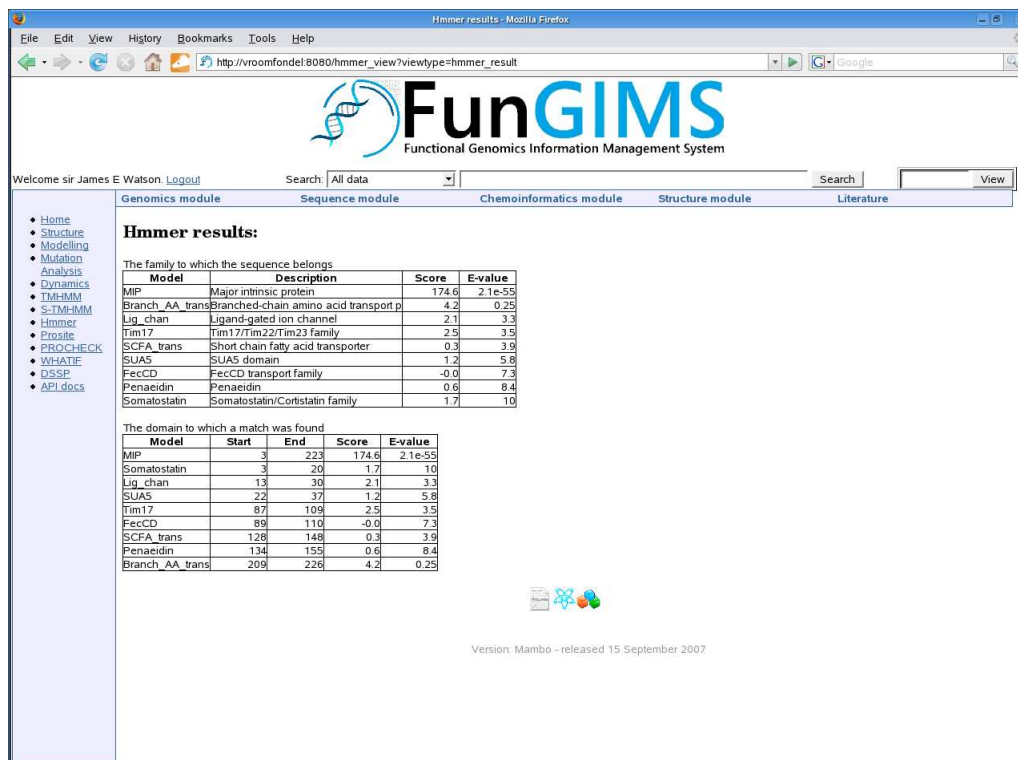 Hmmer results - Mozilla Firefox
File Edit View History Bookmarks Tools Help
http://vroomfondel:8080/hmmer_view?viewtype=hmmer_result
G Google
FunGIMS
Functional Genomics Information Management System
Welcome sir James E Watson. Logout Search: All data Search View
Genomics module Sequence module Chemoinformatics module Structure module Literature
Home
Structure
Modelling
Mutation
Analysis
Dynamics
TMHMM
S-TMHMM
Hmmer
Prosite
PROCHECK
WHATIF
DSSP
API docs
Hmmer results:
The family to which the sequence belongs
Model Description Score E-value
MIP Major intrinsic protein 174.6 2.1e-55
Branch_AA_trans Branched-chain amino acid transport p 4.2 0.25
Lig_chan Ligand-gated ion channel 2.1 3.3
Tim17 Tim17/Tim22/Tim23 family 2.5 3.5
SCFA_trans Short chain fatty acid transporter 0.3 3.9
SUA5 SUA5 domain 1.2 5.8
FecCD FecCD transport family -0.0 7.3
Penaeidin Penaeidin 0.6 8.4
Somatostatin Somatostatin/Cortistatin family 1.7 10
The domain to which a match was found
Model Start End Score E-value
MIP 3 223 174.6 2.1e-55
Somatostatin 3 20 1.7 10
Lig_chan 13 30 2.1 3.3
SUA5 22 37 1.2 5.8
Tim17 87 109 2.5 3.5
FecCD 89 110 -0.0 7.3
SCFA_trans 128 148 0.3 3.9
Penaeidin 134 155 0.6 8.4
Branch_AA_trans 209 226 4.2 0.25
Version: Mambo - released 15 September 2007